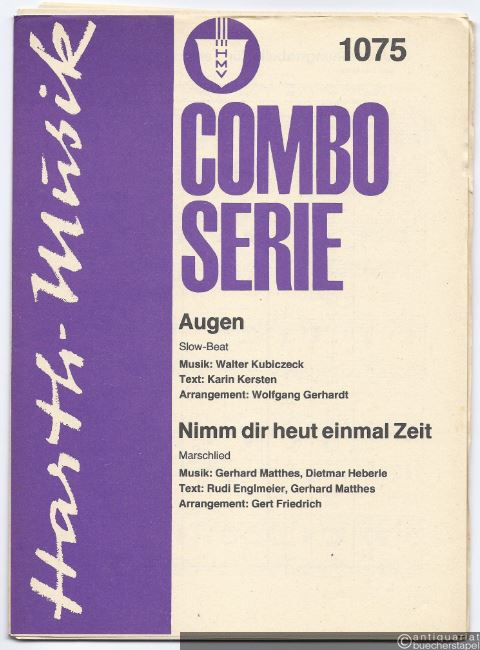 Harth-Musik
HMV
1075
COMBO
SERIE
Augen
Slow-Beat
Musik: Walter Kubiczeck
Text: Karin Kersten
Arrangement: Wolfgang Gerhardt
Nimm dir heut einmal Zeit
Marschlied
Musik: Gerhard Matthes, Dietmar Heberle
Text: Rudi Englmeier, Gerhard Matthes
Arrangement: Gert Friedrich
© antiquariat
buecherstapel